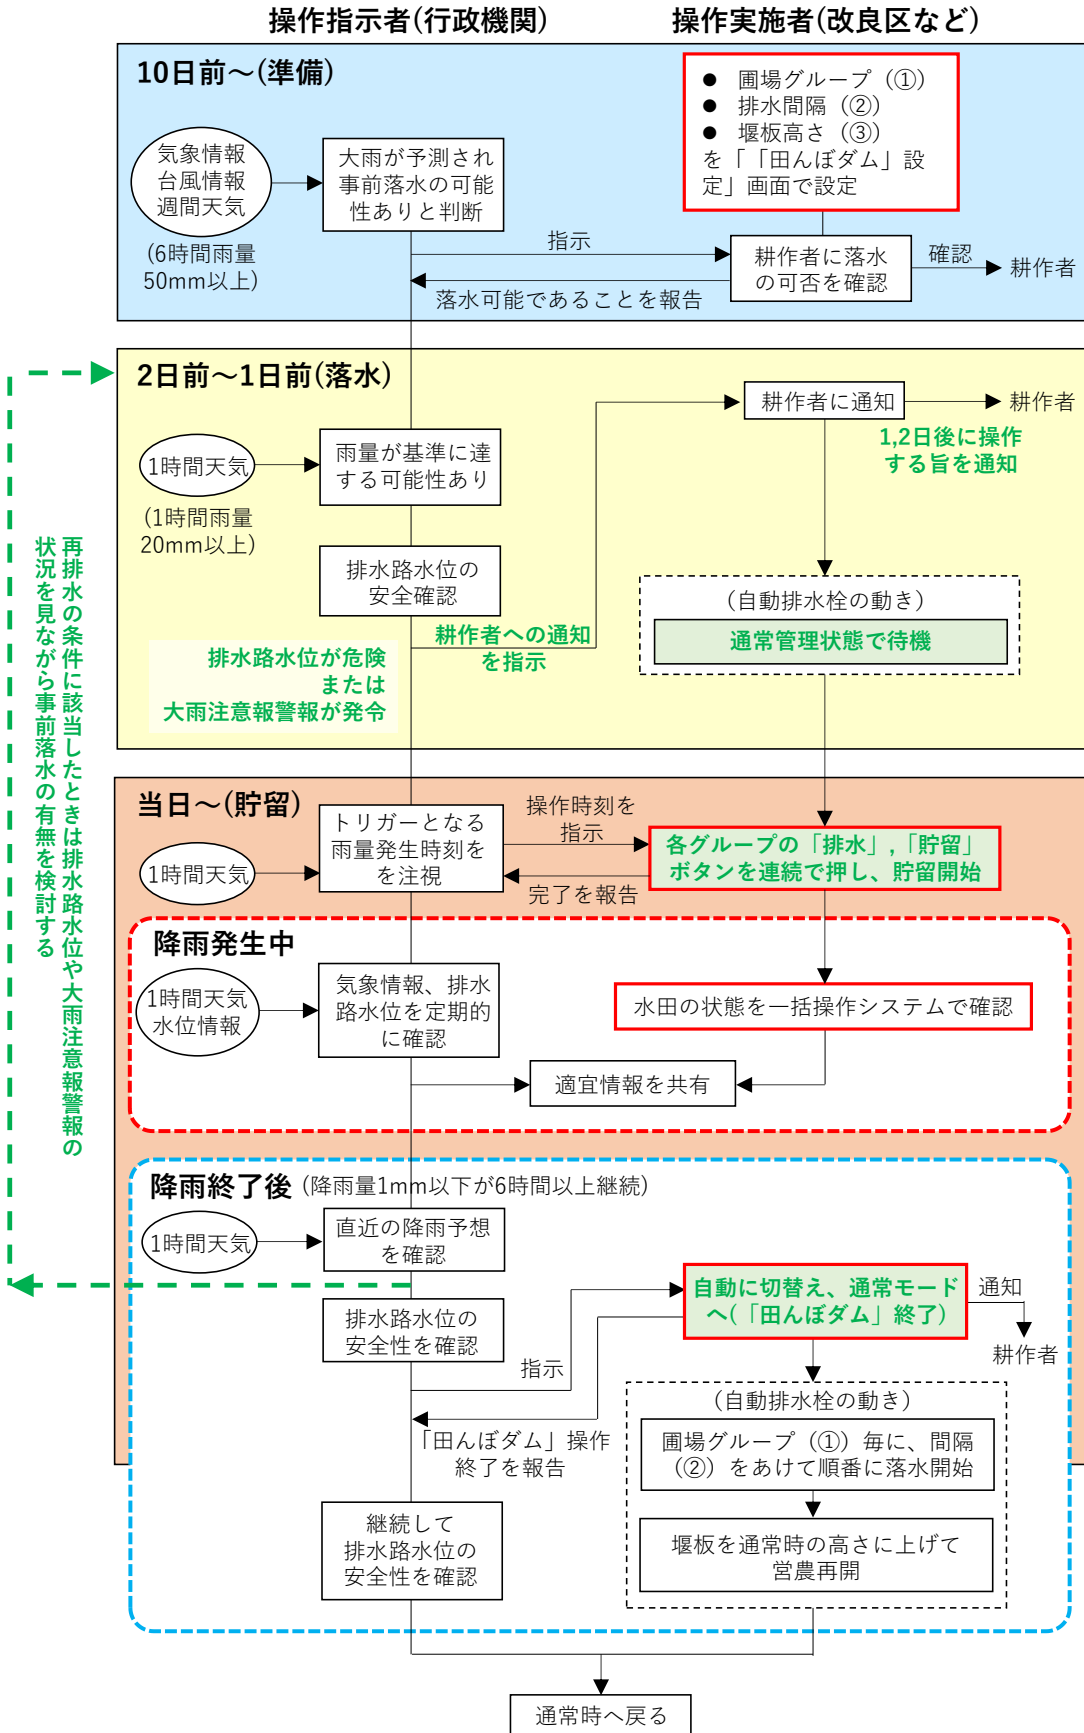 操作指示者(行政機関)
操作実施者(改良区など)
10日前～(準備)
● 圃場グループ（①）
● 排水間隔（②）
● 堰板高さ（③）
を「「田んぼダム」設
定」画面で設定
気象情報
台風情報
週間天気
(6時間雨量
50mm以上)
大雨が予測され
事前落水の可能
性ありと判断
指示
耕作者に落水
の可否を確認
確認
耕作者
落水可能であることを報告
2日前～1日前(落水)
耕作者に通知
耕作者
1,2日後に操作
する旨を通知
1時間天気
(1時間雨量
20mm以上)
雨量が基準に達
する可能性あり
排水路水位の
安全確認
耕作者への通知
を指示
排水路水位が危険
または
大雨注意報警報が発令
(自動排水栓の動き)
通常管理状態で待機
再排水の条件に該当したときは排水路水位や大雨注意報警報の
状況を見ながら事前落水の有無を検討する
当日～(貯留)
1時間天気
トリガーとなる
雨量発生時刻を
を注視
操作時刻を
指示
完了を報告
各グループの「排水」,「貯留」
ボタンを連続で押し、貯留開始
降雨発生中
1時間天気
水位情報
気象情報、排水
路水位を定期的
に確認
水田の状態を一括操作システムで確認
適宜情報を共有
降雨終了後 (降雨量1mm以下が6時間以上継続)
1時間天気
直近の降雨予想
を確認
排水路水位の
安全性を確認
指示
自動に切替え、通常モード
へ(「田んぼダム」終了)
通知
耕作者
「田んぼダム」操作
終了を報告
(自動排水栓の動き)
圃場グループ（①）毎に、間隔
（②）をあけて順番に落水開始
堰板を通常時の高さに上げて
営農再開
継続して
排水路水位の
安全性を確認
通常時へ戻る